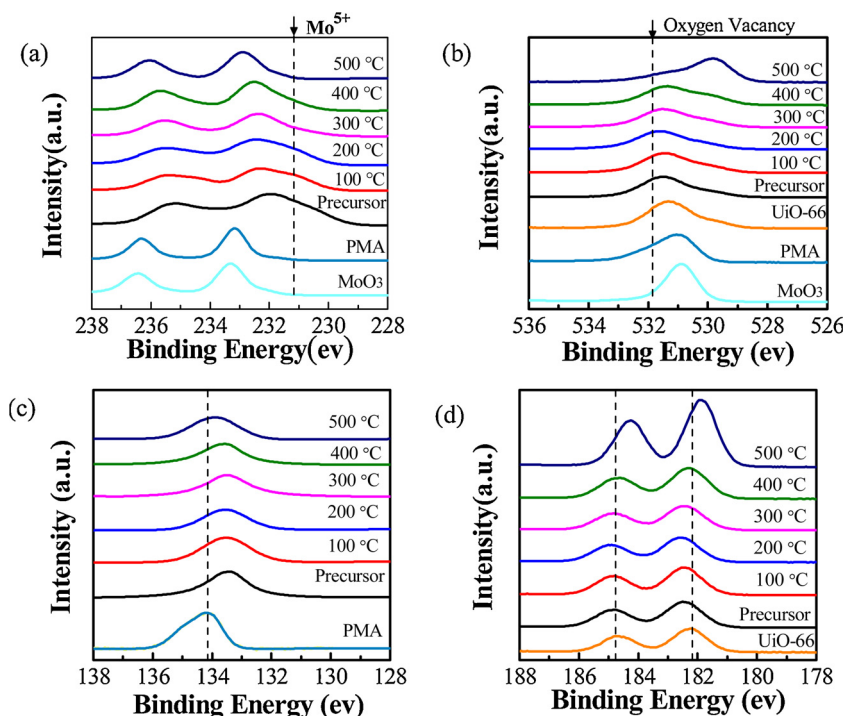 (a)
Mo5+
500 °C
400 °C
300 °C
200 °C
100 °C
Precursor
PMA
MoO3
Intensity(a.u.)
238 236 234 232 230 228
Binding Energy(ev)
(b)
Oxygen Vacancy
500 °C
400 °C
300 °C
200 °C
100 °C
Precursor
UiO-66
PMA
MoO3
Intensity(a.u.)
536 534 532 530 528 526
Binding Energy (ev)
(c)
500 °C
400 °C
300 °C
200 °C
100 °C
Precursor
PMA
Intensity (a.u.)
138 136 134 132 130 128
Binding Energy (ev)
(d)
500 °C
400 °C
300 °C
200 °C
100 °C
Precursor
UiO-66
Intensity (a.u.)
188 186 184 182 180 178
Binding Energy (ev)